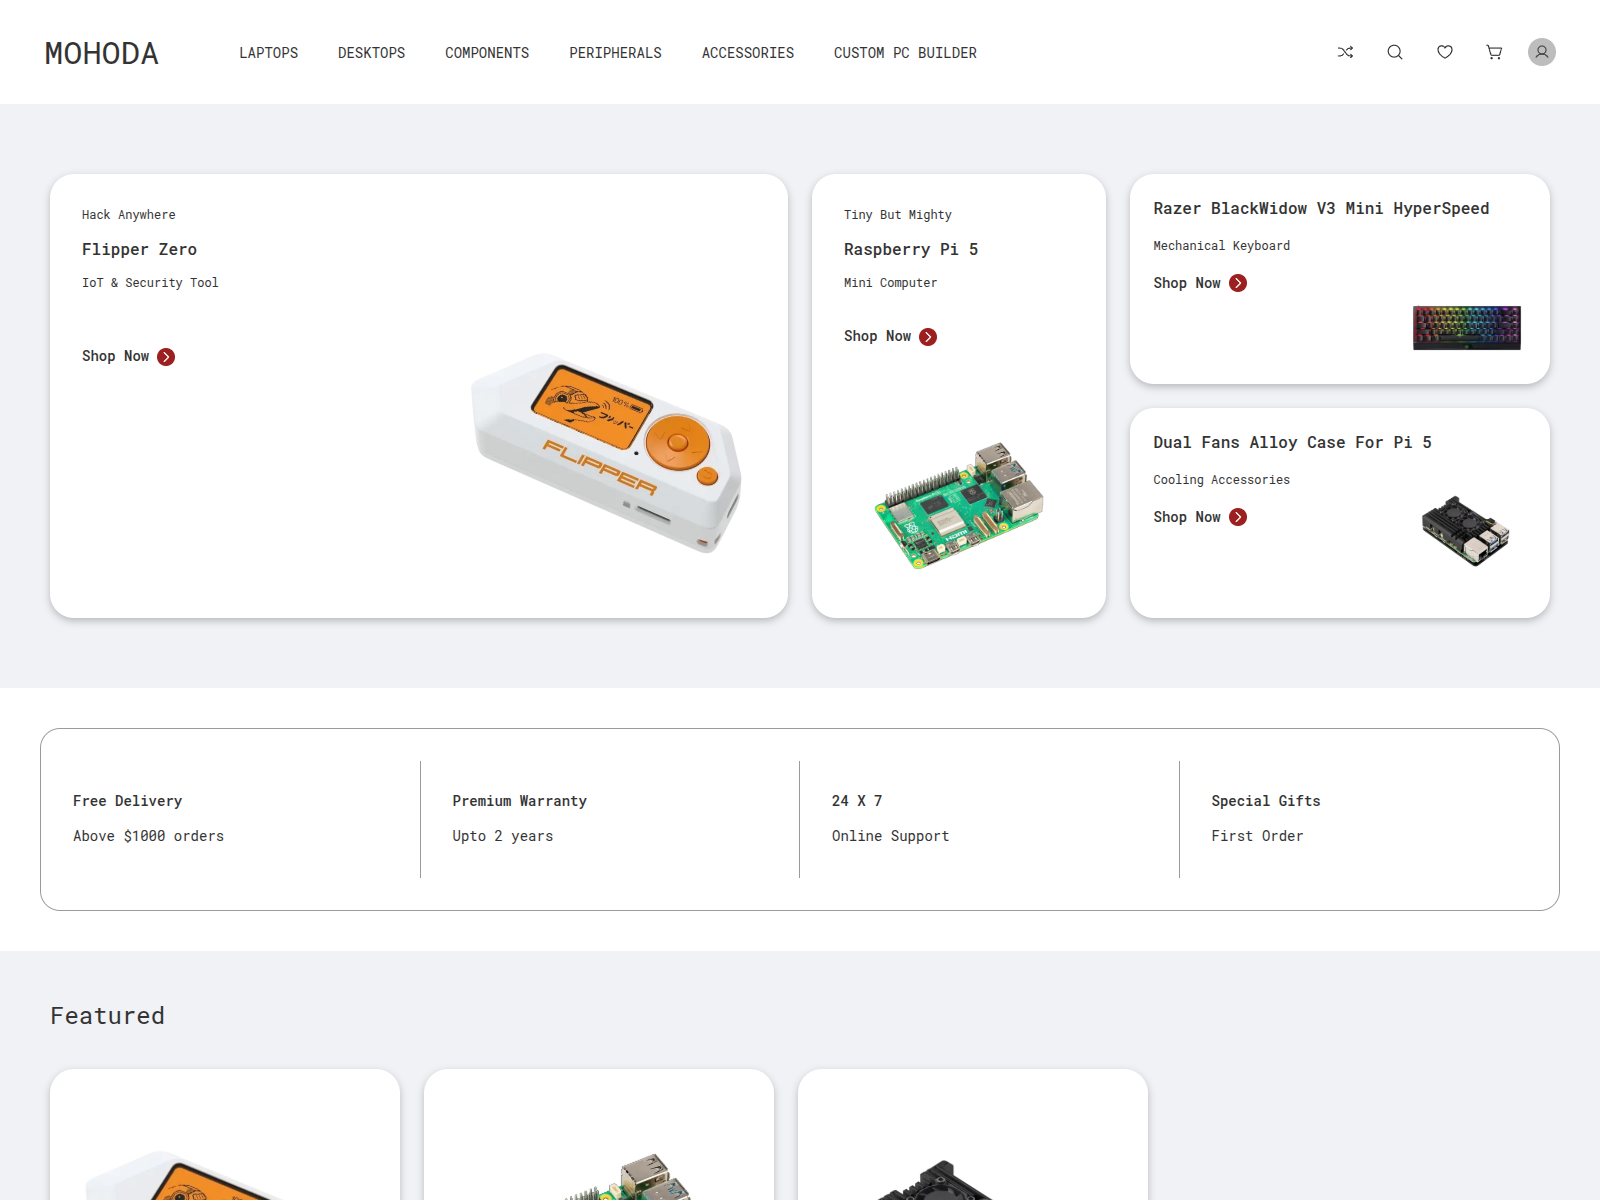 MOHODA
LAPTOPS
DESKTOPS
COMPONENTS
PERIPHERALS
ACCESSORIES
CUSTOM PC BUILDER
Hack Anywhere
Flipper Zero
IoT & Security Tool
Shop Now
FLIPPER
Tiny But Mighty
Raspberry Pi 5
Mini Computer
Shop Now
Razer BlackWidow V3 Mini HyperSpeed
Mechanical Keyboard
Shop Now
Dual Fans Alloy Case For Pi 5
Cooling Accessories
Shop Now
Free Delivery
Above $1000 orders
Premium Warranty
Upto 2 years
24 X 7
Online Support
Special Gifts
First Order
Featured